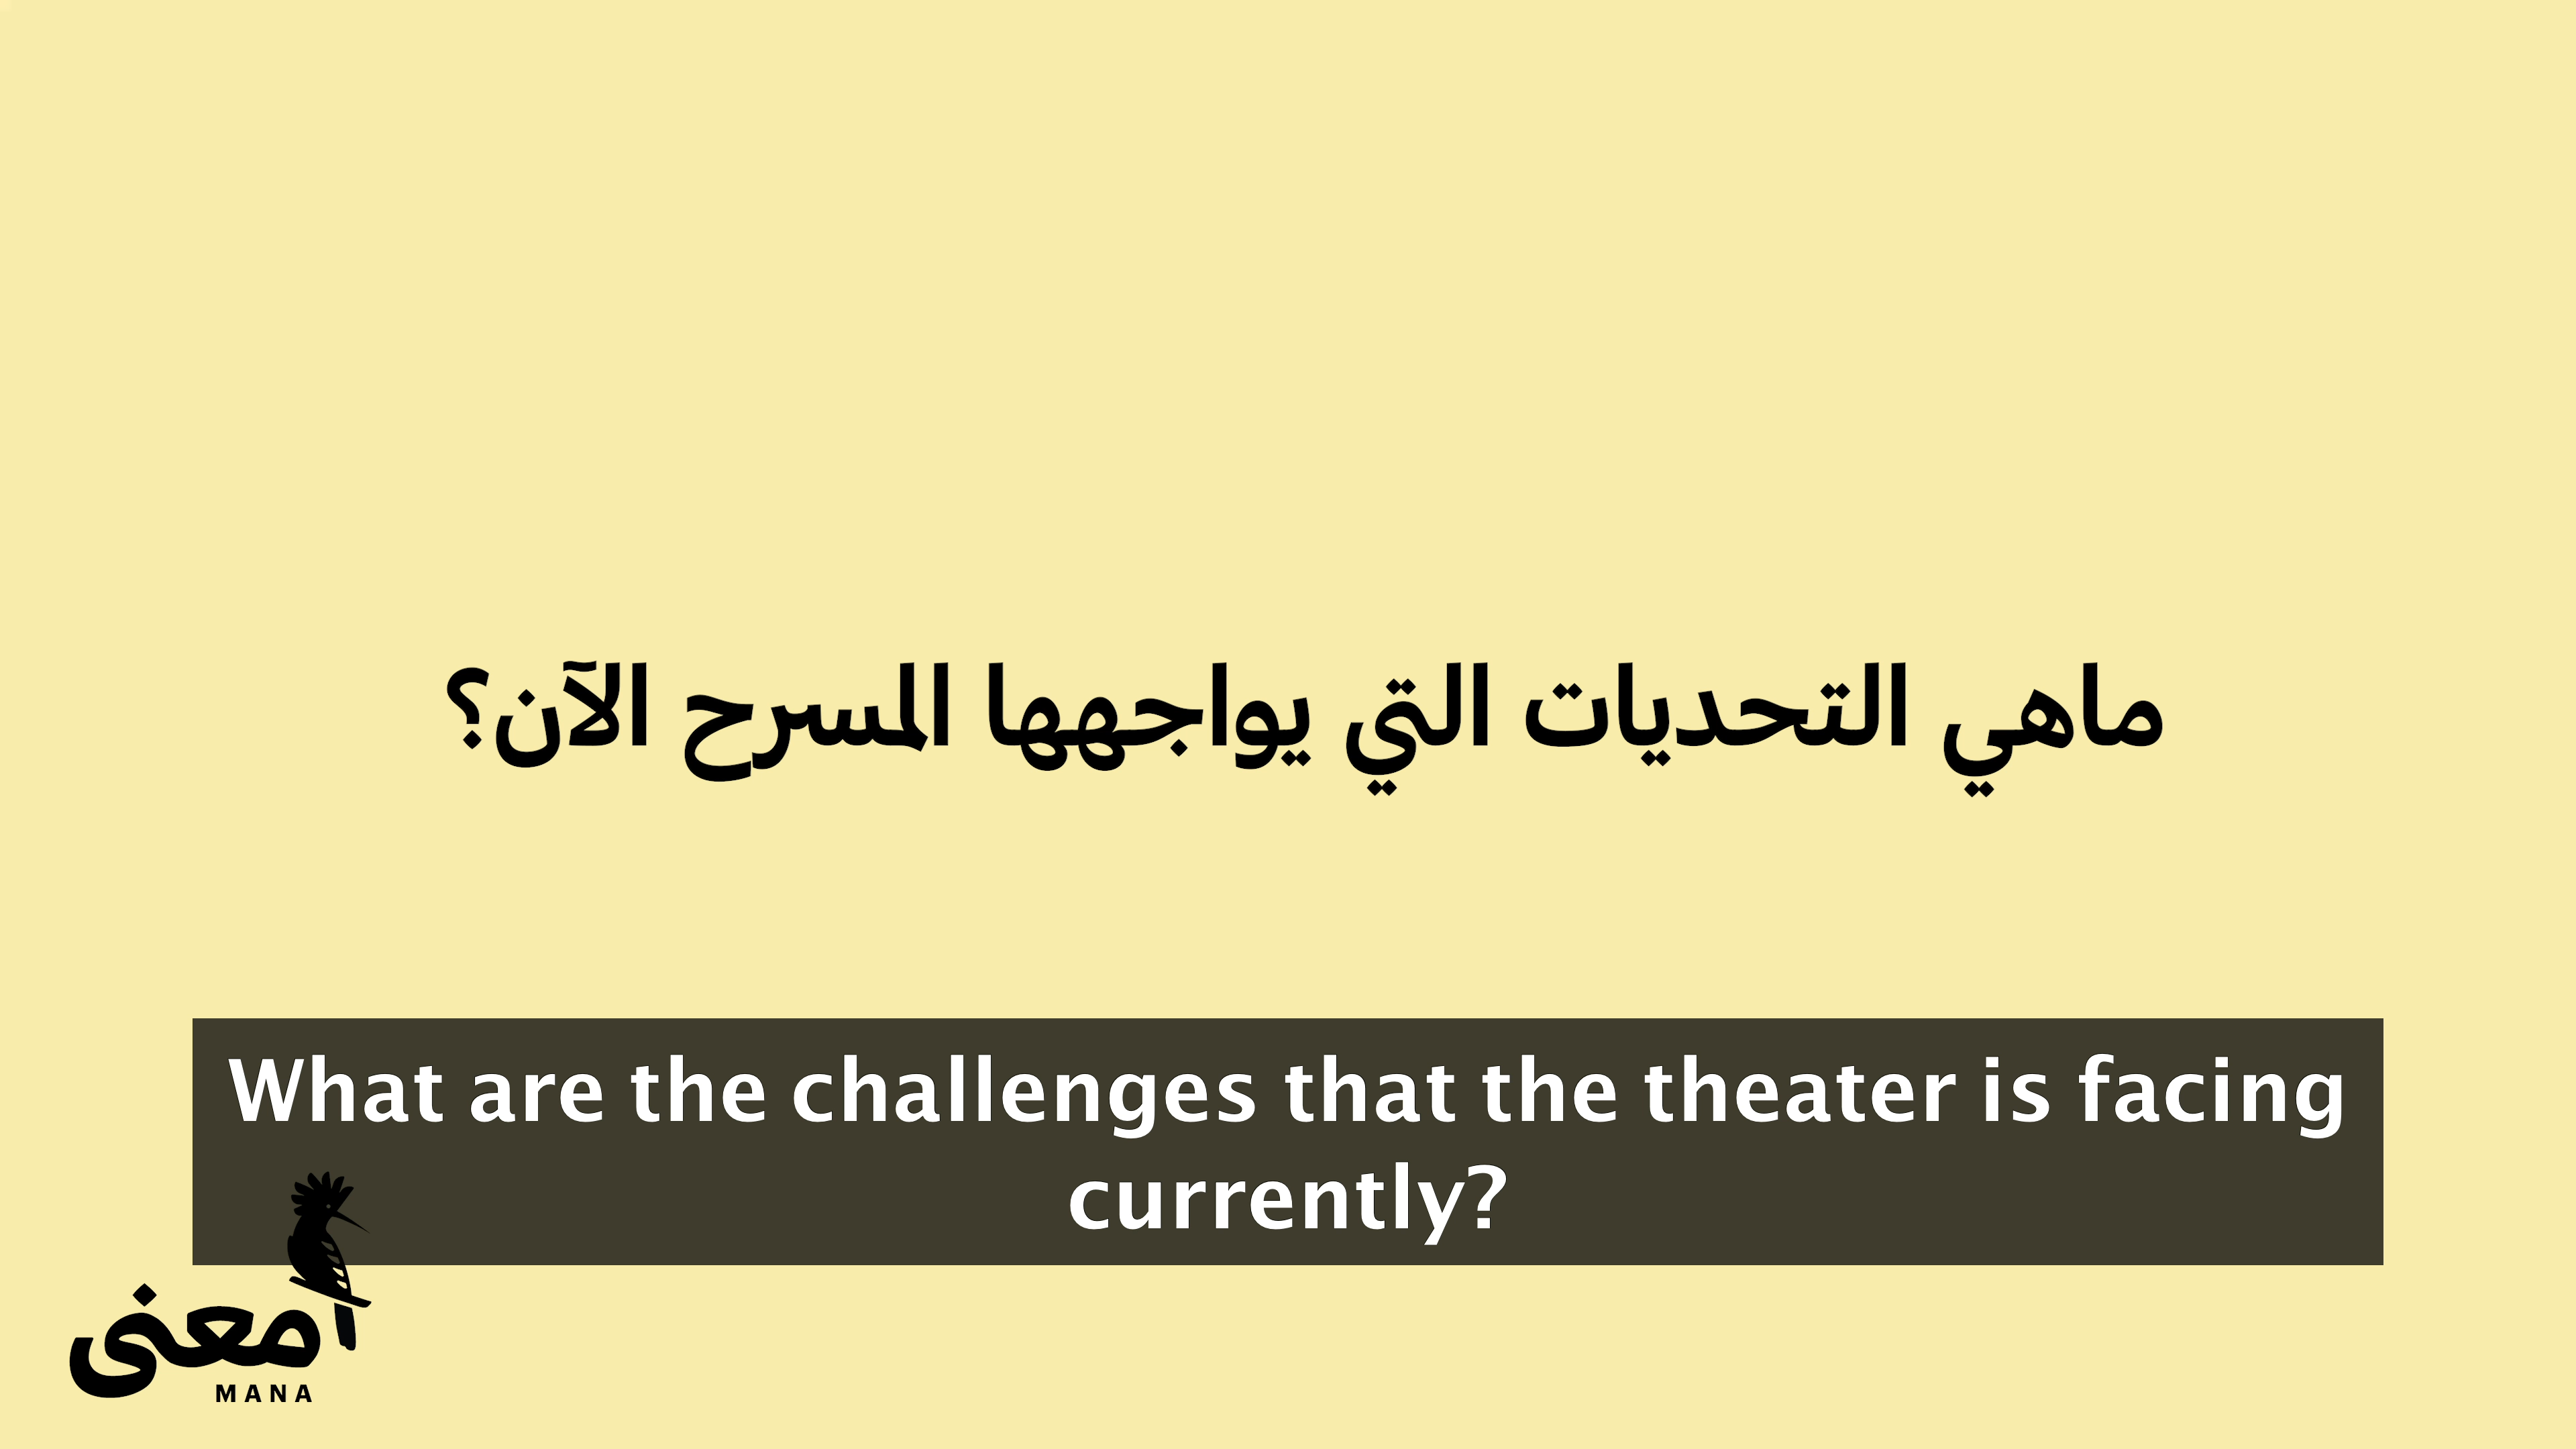 ماهي التحديات التي يواجهها المسرح الآن؟
What are the challenges that the theater is facing
currently?
معنى
MANA